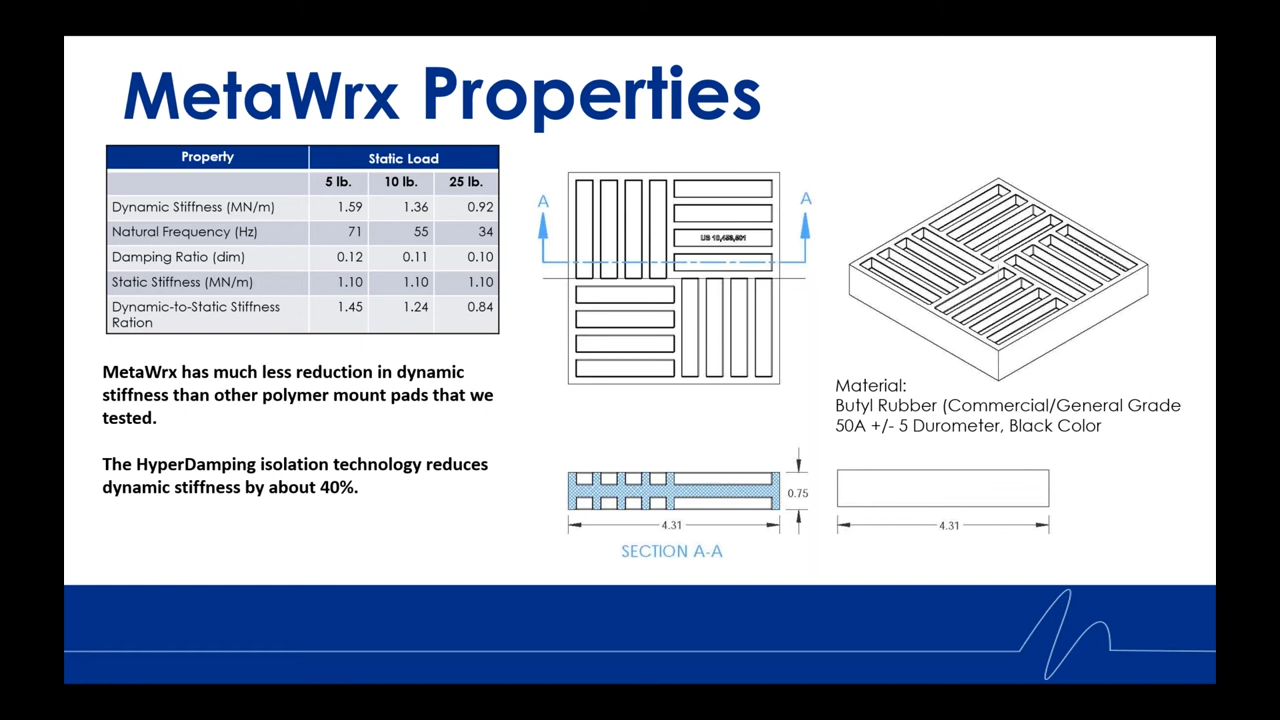 MetaWrx Properties
Property Static Load
5 lb. 10 lb. 25 lb.
Dynamic Stiffness (MN/m) 1.59 1.36 0.92
Natural Frequency (Hz) 71 55 34
Damping Ratio (dim) 0.12 0.11 0.10
Static Stiffness (MN/m) 1.10 1.10 1.10
Dynamic-to-Static Stiffness
Ration 1.45 1.24 0.84
MetaWrx has much less reduction in dynamic
stiffness than other polymer mount pads that we
tested.
The HyperDamping isolation technology reduces
dynamic stiffness by about 40%.
A A
Material:
Butyl Rubber (Commercial/General Grade
50A +/- 5 Durometer, Black Color
0.75
4.31
SECTION A-A
4.31